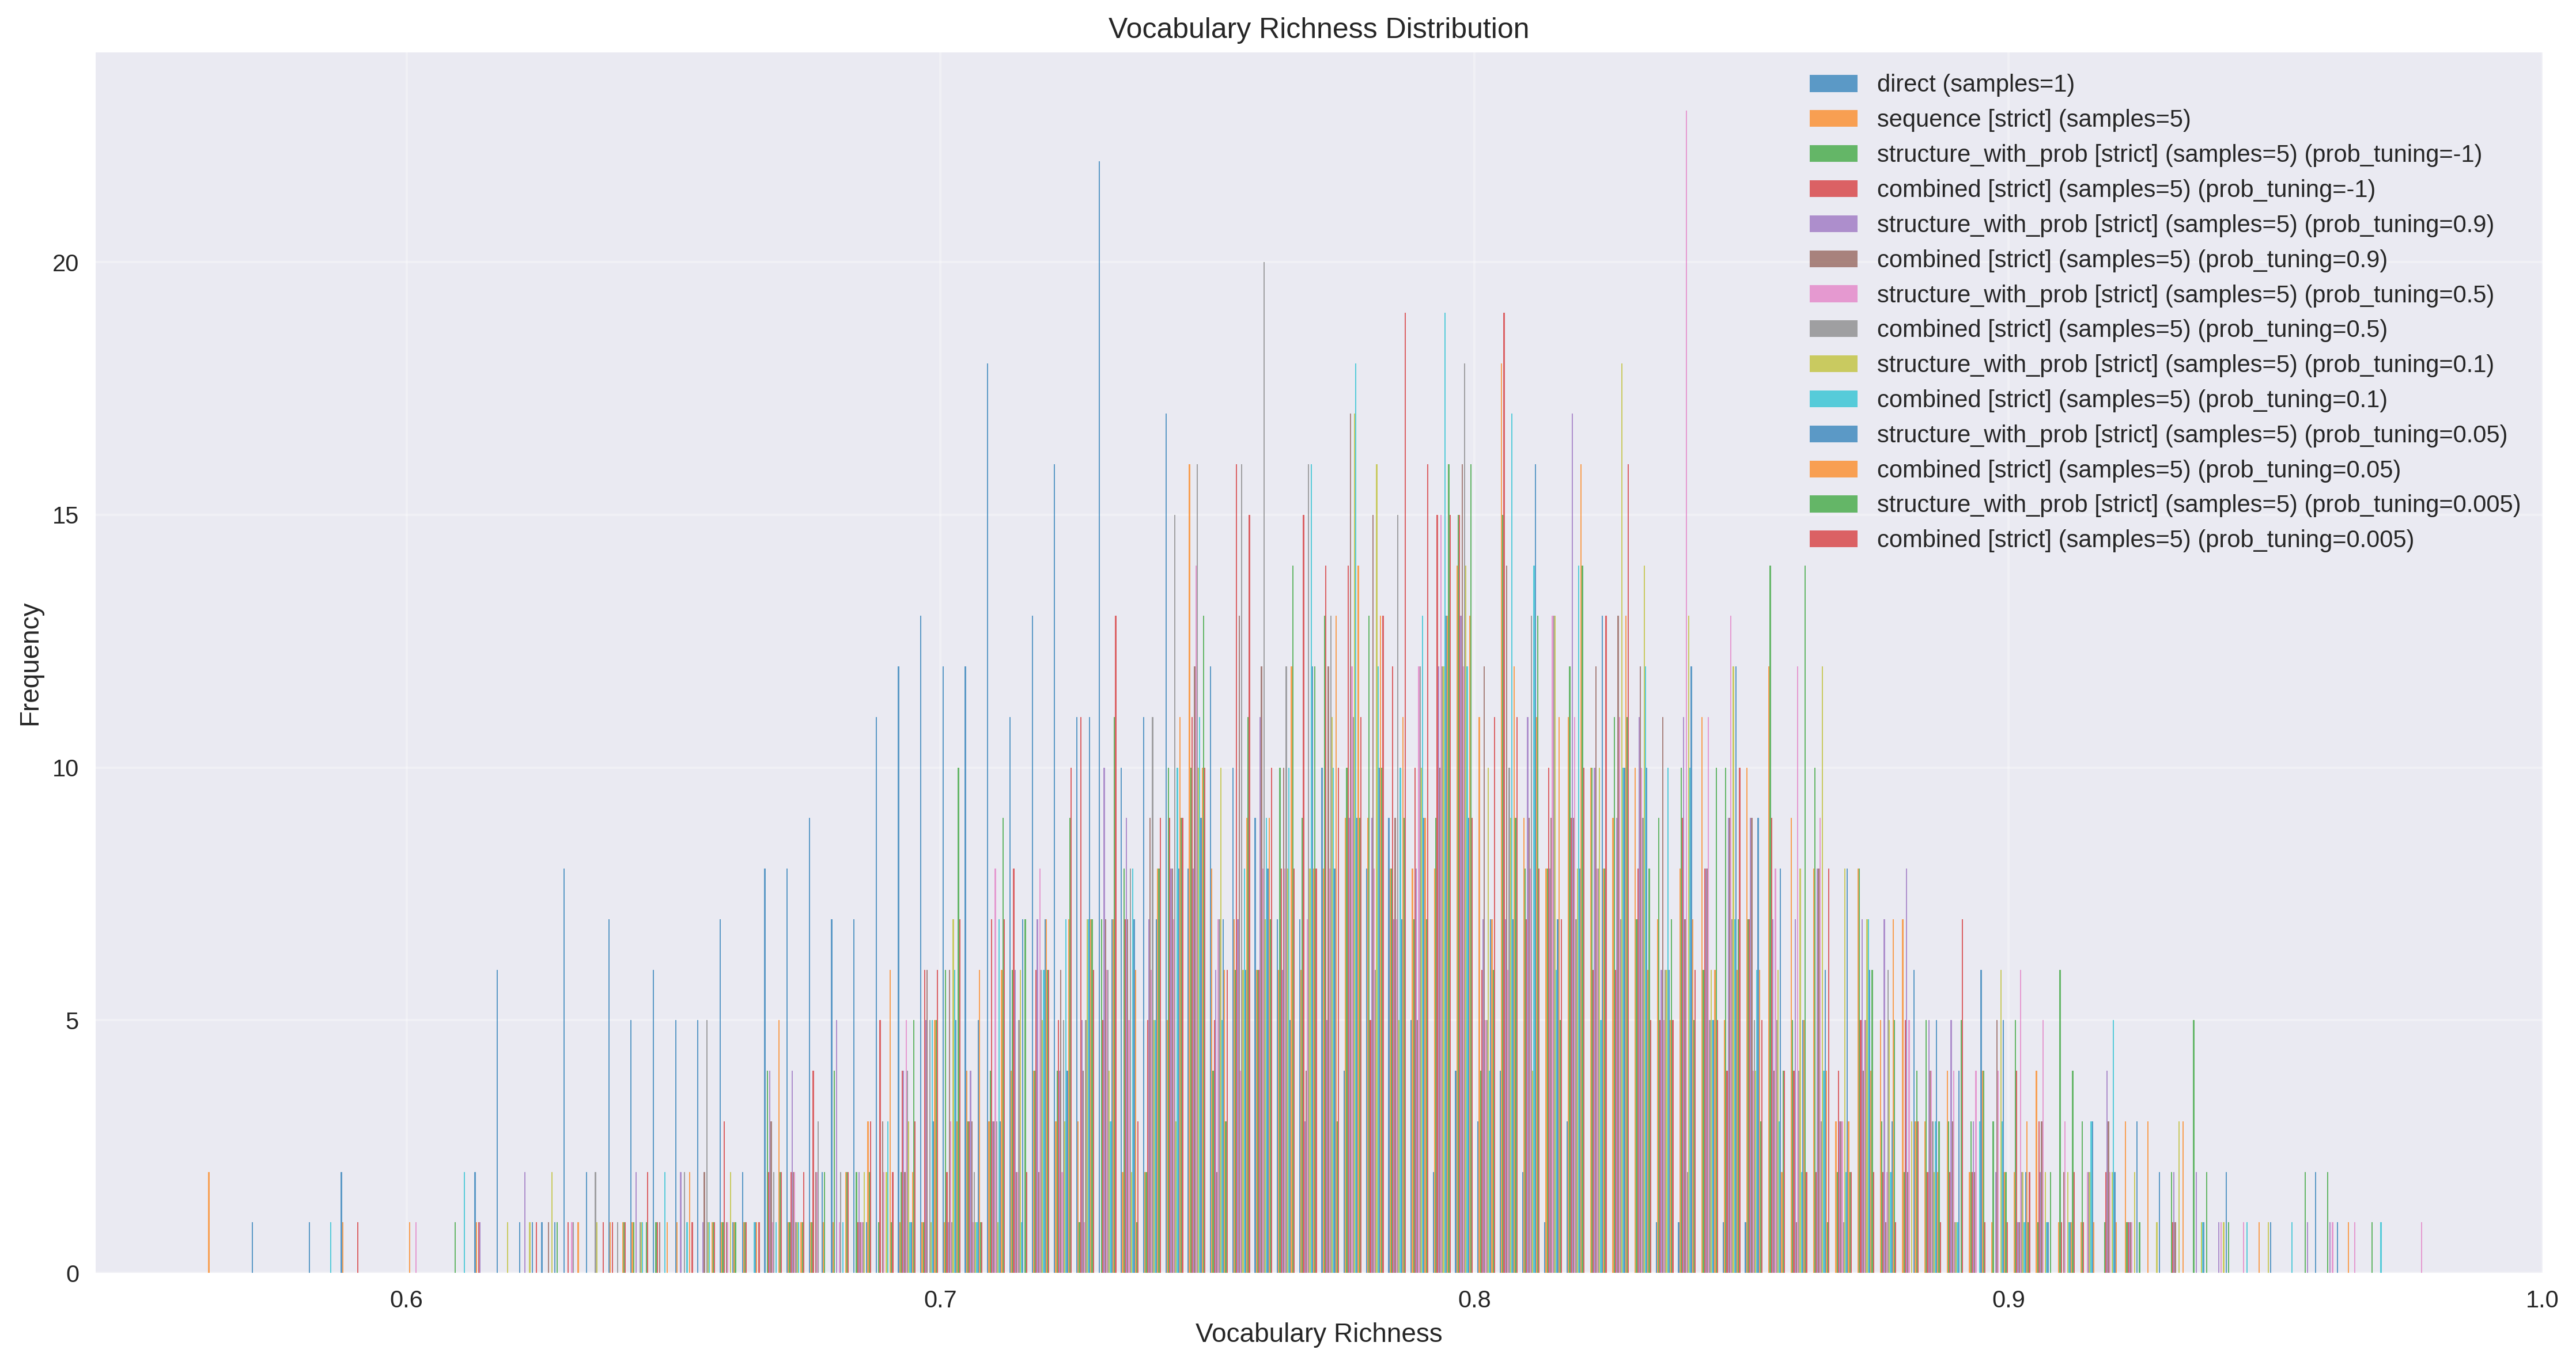 Vocabulary Richness Distribution
direct (samples=1)
sequence [strict] (samples=5)
structure_with_prob [strict] (samples=5) (prob_tuning=-1)
combined [strict] (samples=5) (prob_tuning=-1)
structure_with_prob [strict] (samples=5) (prob_tuning=0.9)
combined [strict] (samples=5) (prob_tuning=0.9)
structure_with_prob [strict] (samples=5) (prob_tuning=0.5)
combined [strict] (samples=5) (prob_tuning=0.5)
structure_with_prob [strict] (samples=5) (prob_tuning=0.1)
combined [strict] (samples=5) (prob_tuning=0.1)
structure_with_prob [strict] (samples=5) (prob_tuning=0.05)
combined [strict] (samples=5) (prob_tuning=0.05)
structure_with_prob [strict] (samples=5) (prob_tuning=0.005)
combined [strict] (samples=5) (prob_tuning=0.005)
Frequency
20
15
10
5
0
0.6
0.7
0.8
0.9
1.0
Vocabulary Richness